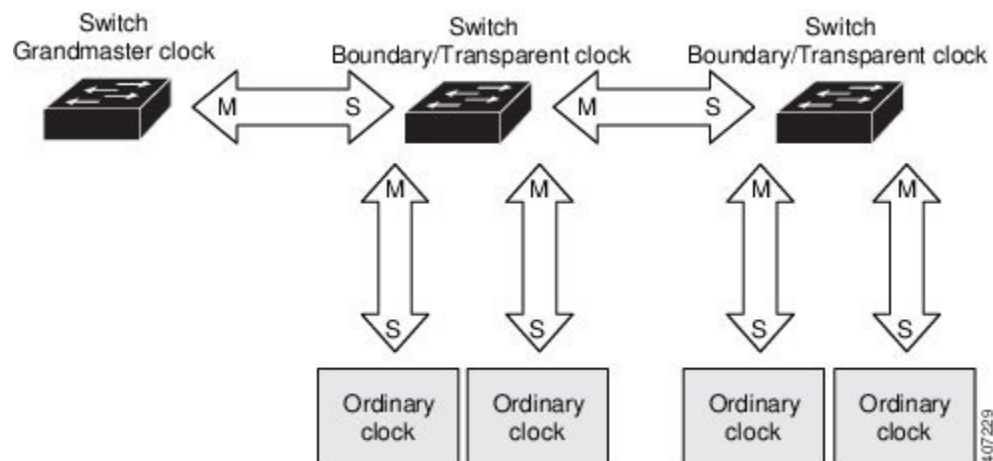 Switch
Grandmaster clock
Switch
Boundary/Transparent clock
Switch
Boundary/Transparent clock
M
S
M
S
M
M
M
M
S
S
S
S
Ordinary
clock
Ordinary
clock
Ordinary
clock
Ordinary
clock
407229